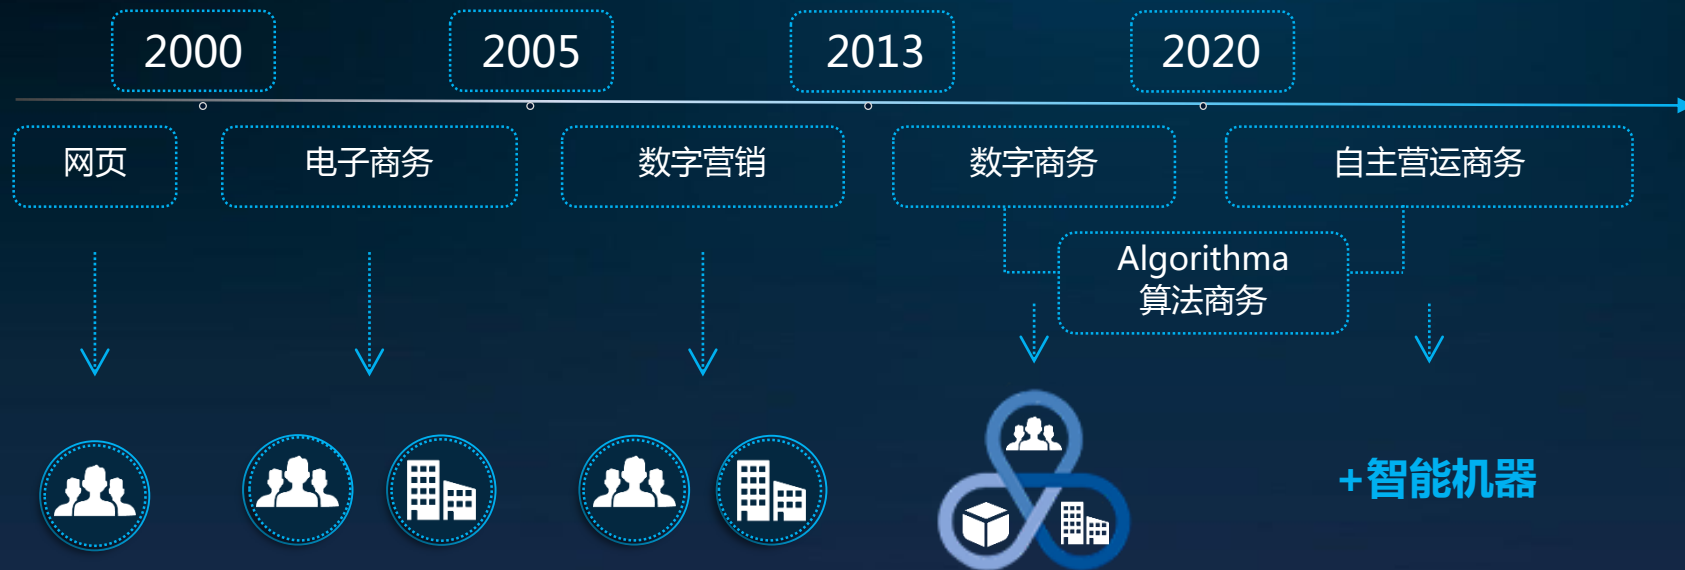 2000
2005
2013
2020
网页
电子商务
数字营销
数字商务
自主营运商务
Algorithma
算法商务
+智能机器